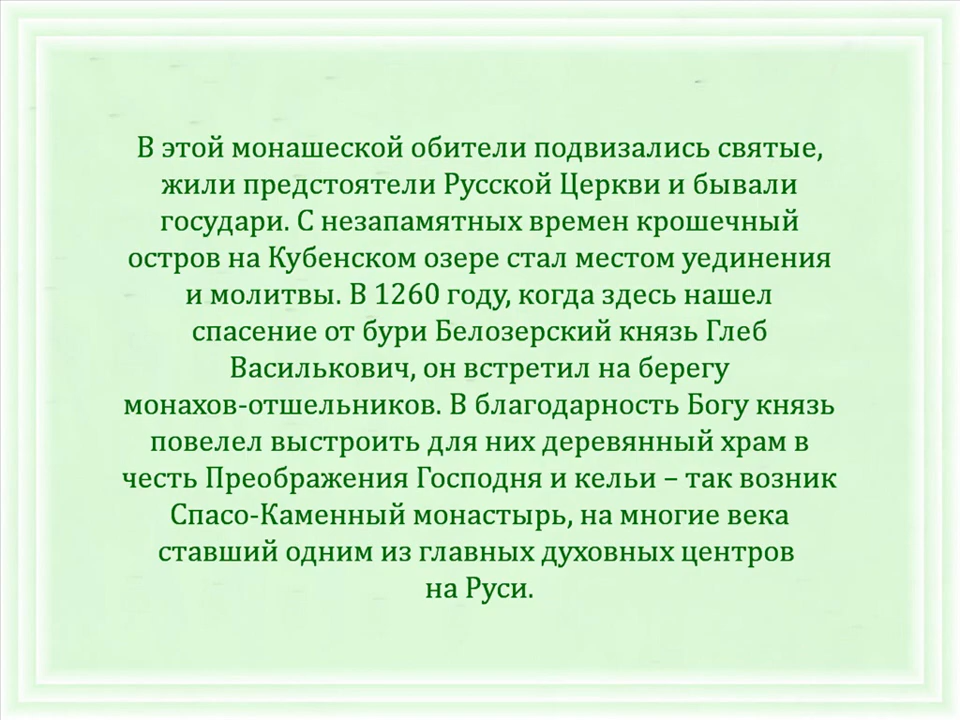 В этой монашеской обители подвизались святые,
жили предстоятели Русской Церкви и бывали
государи. С незапамятных времен крошечный
остров на Кубенском озере стал местом уединения
и молитвы. В 1260 году, когда здесь нашел
спасение от бури Белозерский князь Глеб
Василькович, он встретил на берегу
монахов-отшельников. В благодарность Богу князь
повелел выстроить для них деревянный храм в
честь Преображения Господня и кельи – так возник
Спасо-Каменный монастырь, на многие века
ставший одним из главных духовных центров
на Руси.